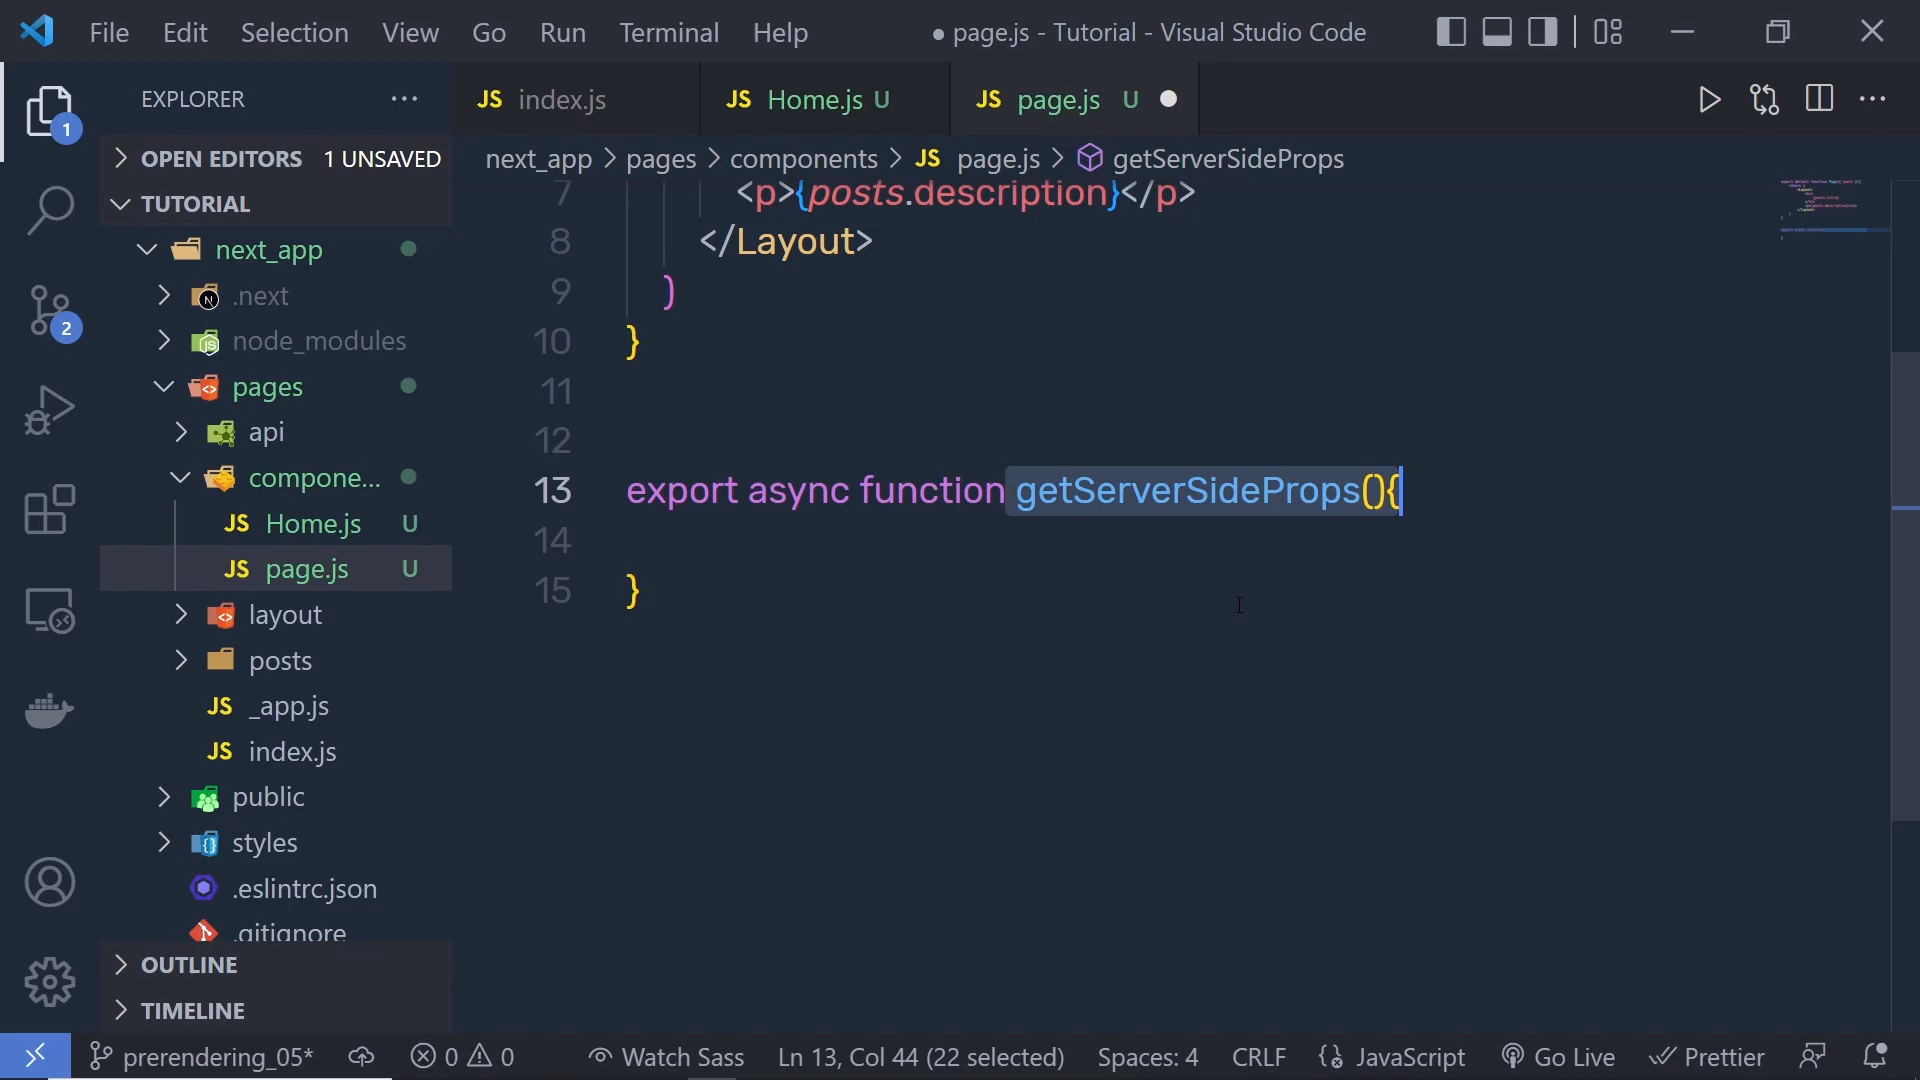 File Edit Selection View Go Run Terminal Help ● page.js - Tutorial - Visual Studio Code
EXPLORER ···
JS index.js
JS Home.js U
JS page.js U
OPEN EDITORS 1 UNSAVED
next_app > pages > components > JS page.js > getServerSideProps
TUTORIAL
next_app
.next
node_modules
pages
api
compone...
JS Home.js U
JS page.js U
layout
posts
JS _app.js
JS index.js
public
styles
.eslintrc.json
.gitignore
OUTLINE
TIMELINE
1
2
7 <p>{posts.description}</p>
8 </Layout>
9 )
10 }
11
12
13 export async function getServerSideProps(){
14
15 }
prerendering_05* 0 0 Watch Sass Ln 13, Col 44 (22 selected) Spaces: 4 CRLF JavaScript Go Live Prettier